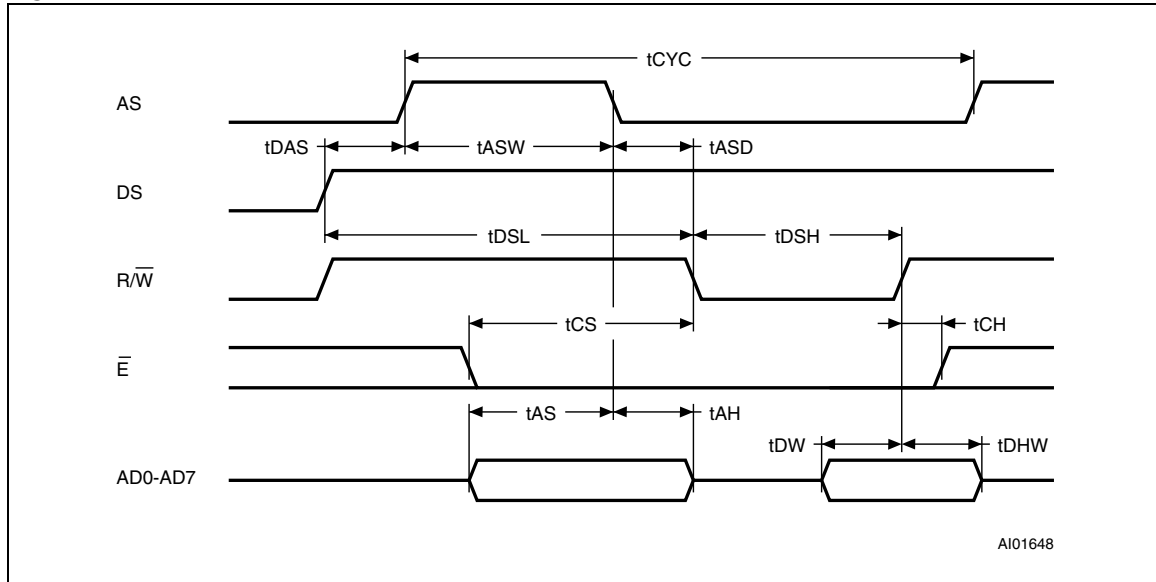 tCYC
AS
tDAS tASW tASD
DS
tDSL tDSH
R/W̅
tCS tCH
E̅
tAS tAH
tDW tDHW
AD0-AD7
AI01648